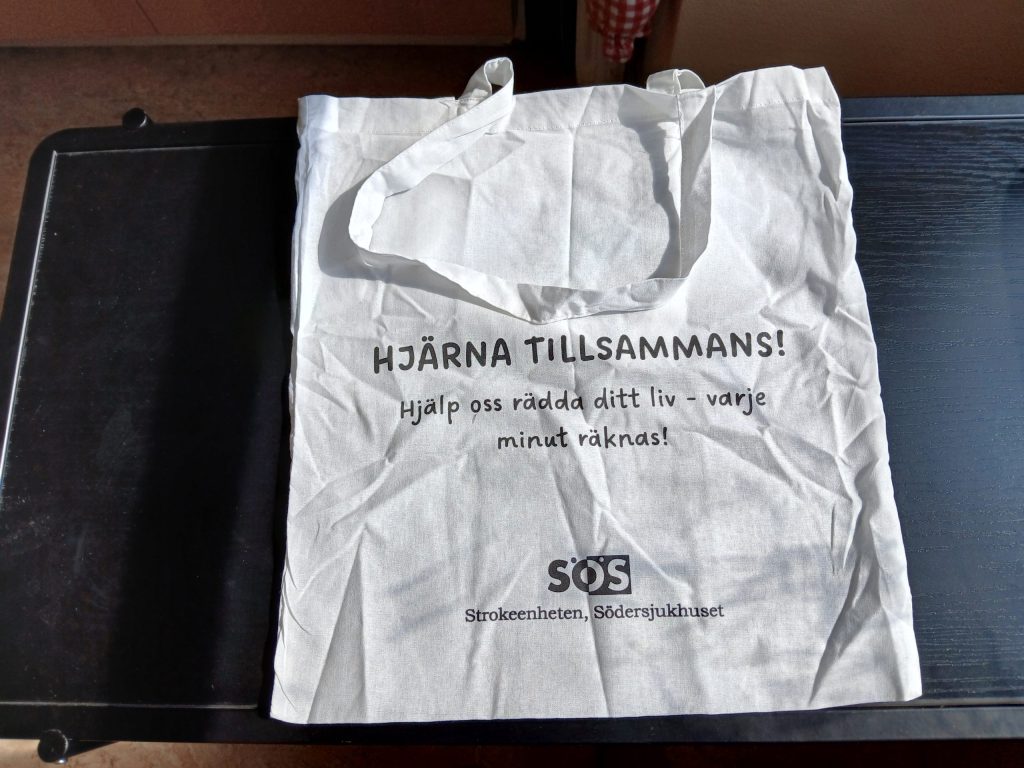 HJÄRNA TILLSAMMANS!
Hjälp oss rädda ditt liv - varje
minut räknas!
SÖS
Strokeenheten, Södersjukhuset